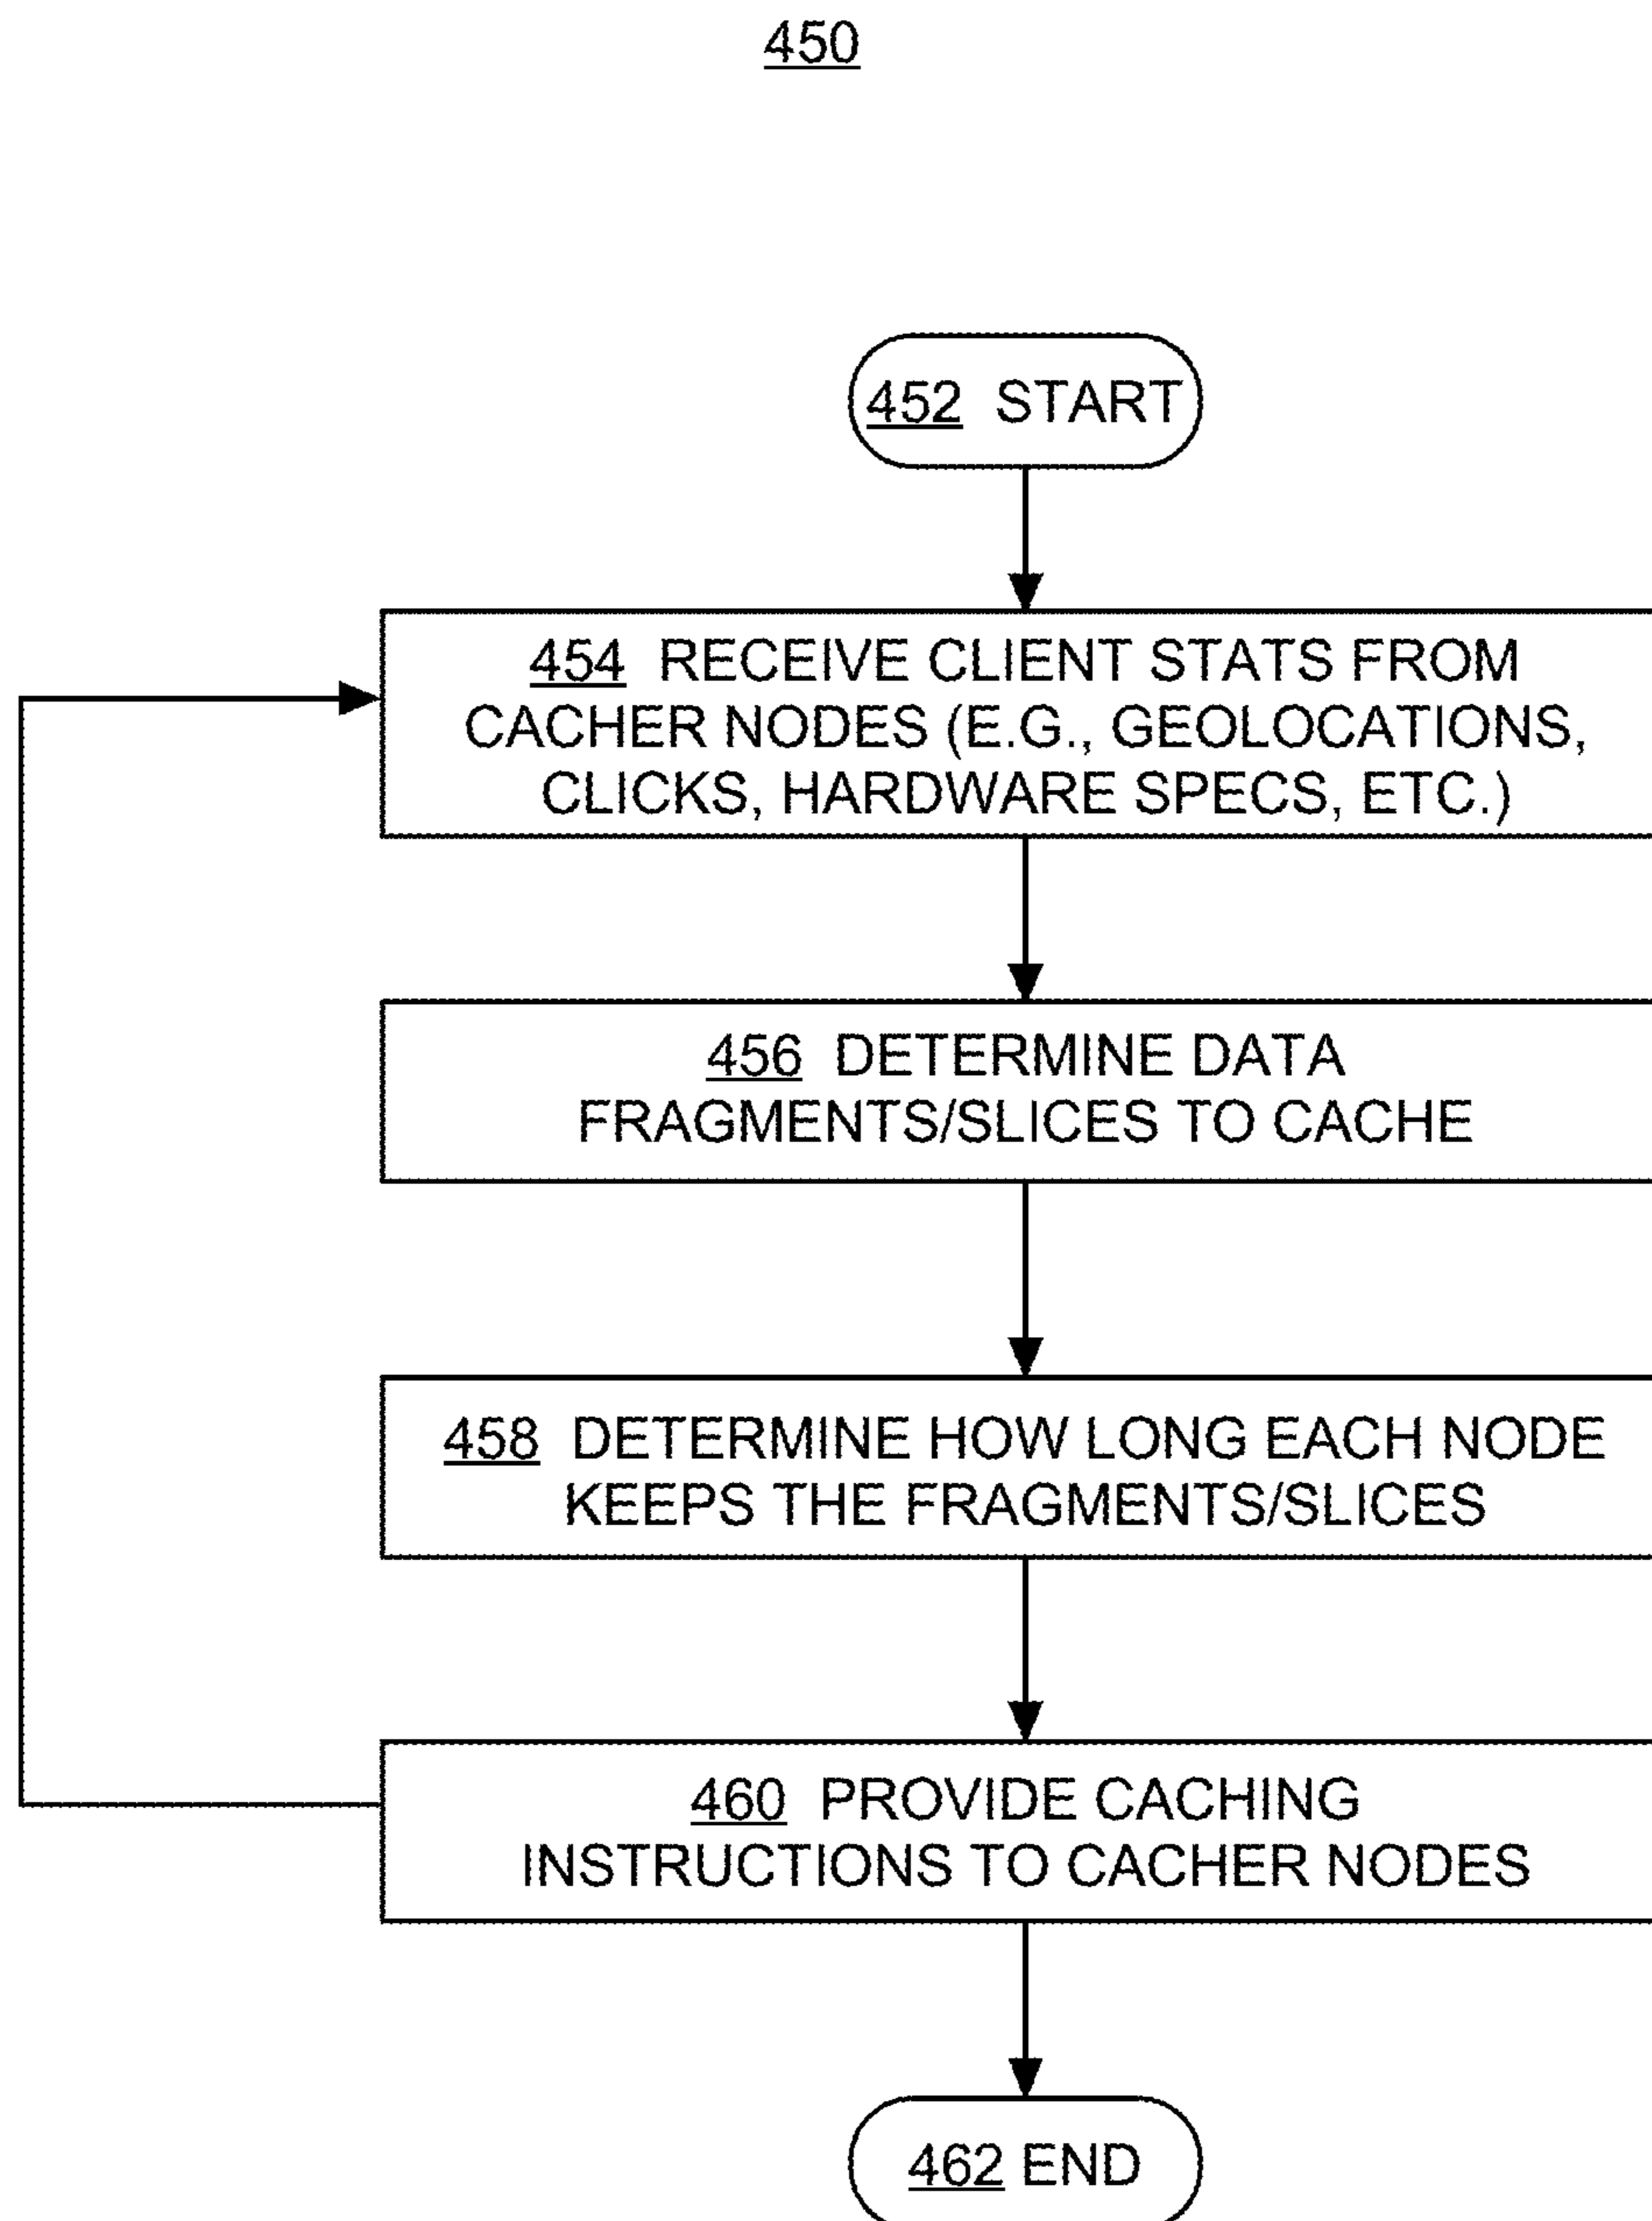 450
452 START
454 RECEIVE CLIENT STATS FROM
CACHER NODES (E.G., GEOLOCATIONS,
CLICKS, HARDWARE SPECS, ETC.)
456 DETERMINE DATA
FRAGMENTS/SLICES TO CACHE
458 DETERMINE HOW LONG EACH NODE
KEEPS THE FRAGMENTS/SLICES
460 PROVIDE CACHING
INSTRUCTIONS TO CACHER NODES
462 END